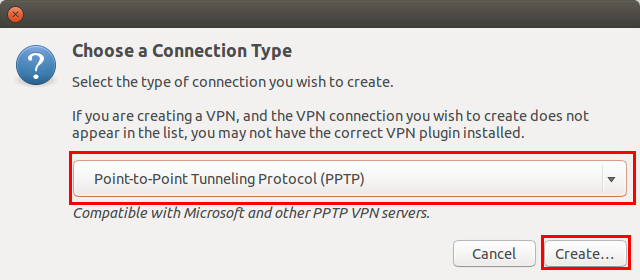 Choose a Connection Type
Select the type of connection you wish to create.
If you are creating a VPN, and the VPN connection you wish to create does not
appear in the list, you may not have the correct VPN plugin installed.
Point-to-Point Tunneling Protocol (PPTP)
Compatible with Microsoft and other PPTP VPN servers.
Cancel
Create...